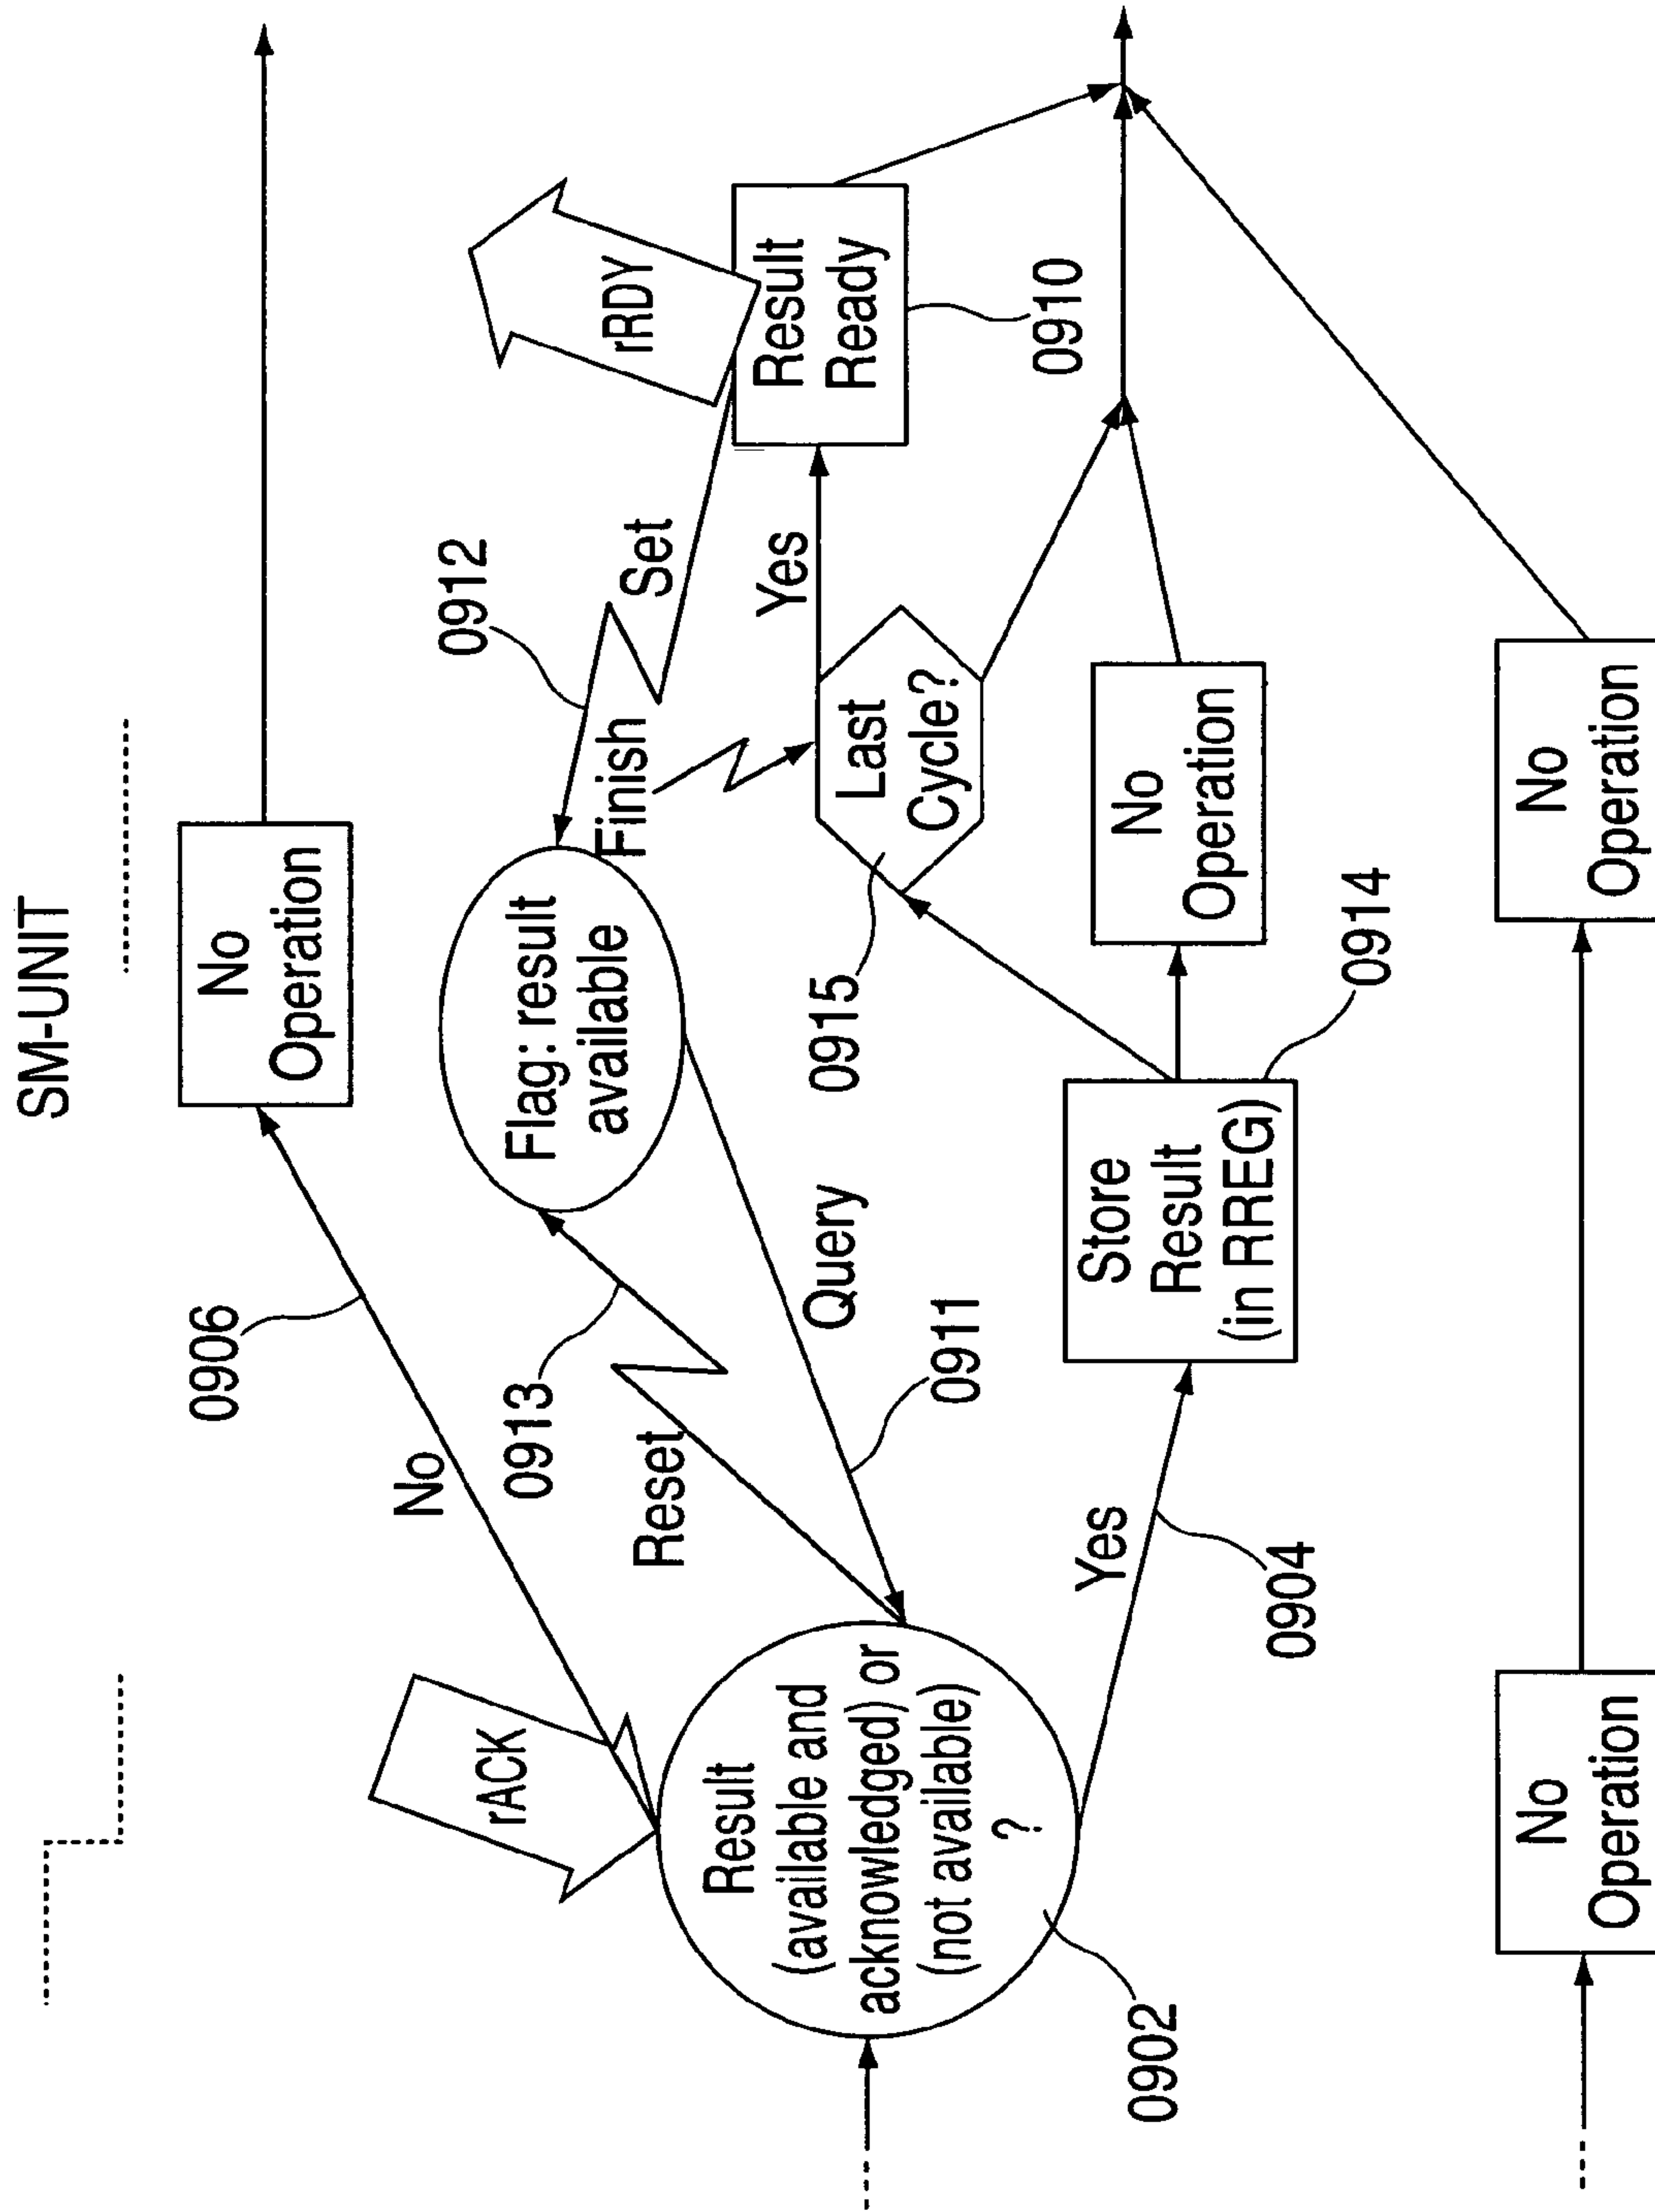 SM-UNIT
No
Operation
0906
No
rACK
rRDY
0912
Set
Flag: result
available
Finish
0913
Reset
Query
0911
Result
(available and
acknowledged) or
(not available)
?
0902
Yes
0904
Store
Result
(in RREG)
0914
Last
Cycle?
0915
Yes
Result
Ready
0910
No
Operation
No
Operation
No
Operation